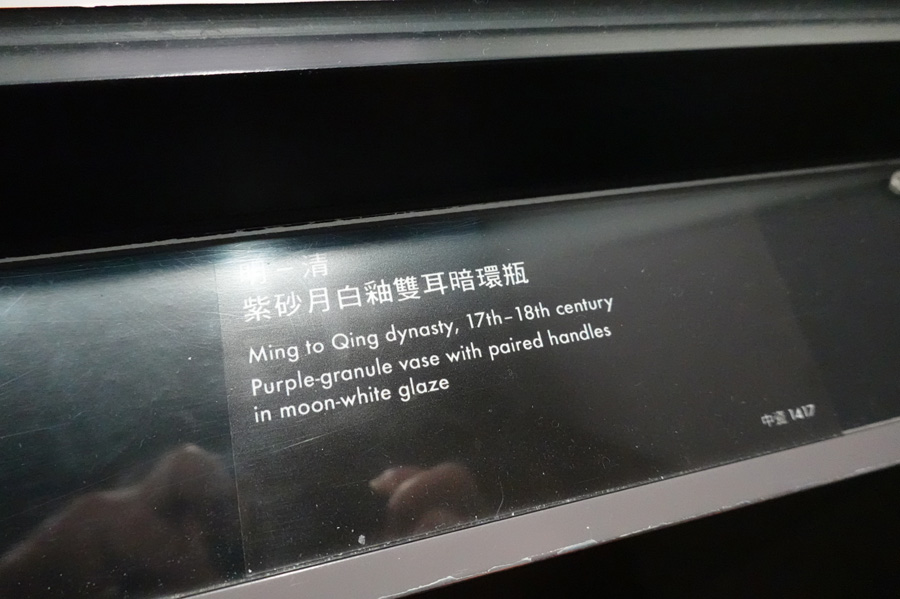 明–清
紫砂月白釉雙耳暗環瓶
Ming to Qing dynasty, 17th–18th century
Purple-granule vase with paired handles
in moon-white glaze
中瓷 1417